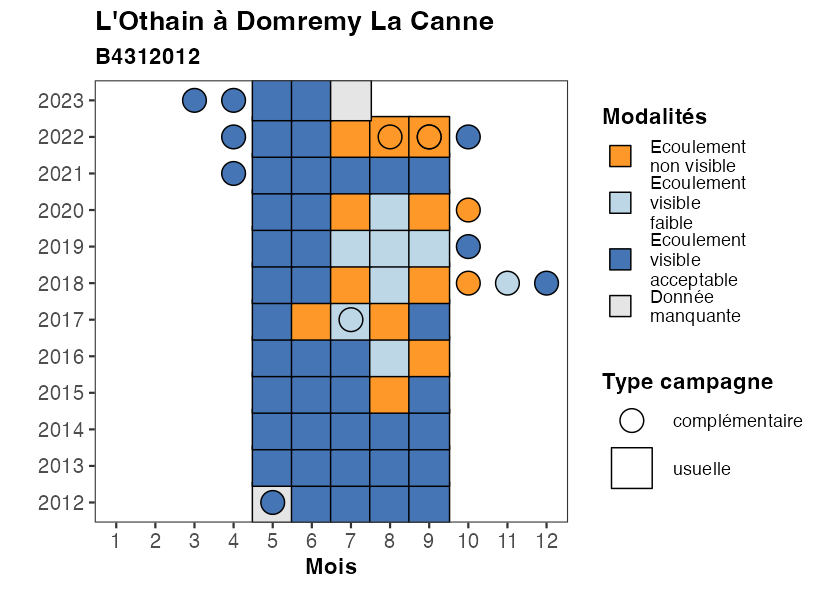 L'Othain à Domremy La Canne
B4312012
2023
2022
2021
2020
2019
2018
2017
2016
2015
2014
2013
2012
1 2 3 4 5 6 7 8 9 10 11 12
Mois
Modalités
Ecoulement
non visible
Ecoulement
visible
faible
Ecoulement
visible
acceptable
Donnée
manquante
Type campagne
complémentaire
usuelle